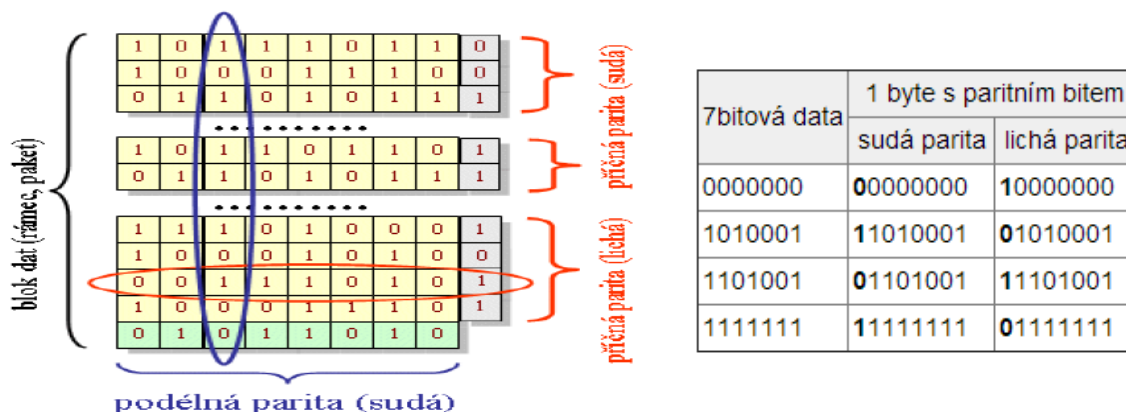 blok dat (rámec, paket)
1 0 1 1 1 0 1 1 0
1 0 0 0 1 1 1 0 0
0 1 1 0 1 0 1 1 1
příčná parita (sudá)
1 0 1 1 0 1 1 0 1
0 1 1 0 1 0 1 1 1
příčná parita (sudá)
1 1 1 0 1 0 0 0 1
1 0 0 0 1 0 1 0 0
0 0 1 1 1 0 1 0 1
1 0 0 0 1 1 1 0 1
příčná parita (lichá)
0 1 0 1 1 0 1 0
podélná parita (sudá)
7bitová data
1 byte s paritním bitem
sudá parita lichá parita
0000000 00000000 10000000
1010001 11010001 01010001
1101001 01101001 11101001
1111111 11111111 01111111